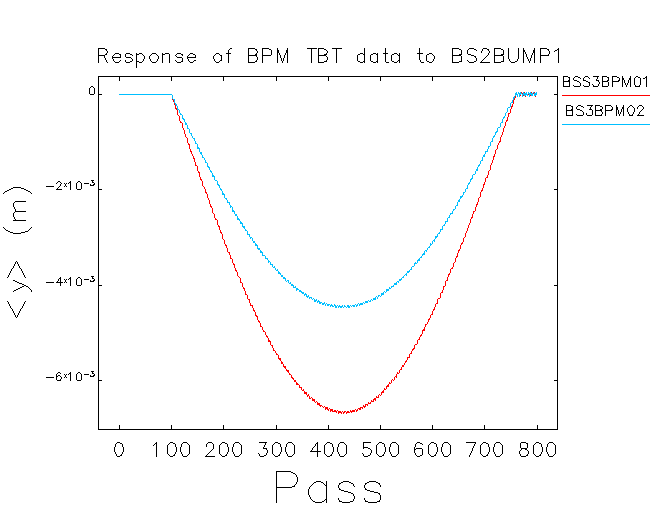 Response of BPM TBT data to BS2BUMP1
BSS3BPM01
BS3BPM02
0
−2×10⁻³
−4×10⁻³
−6×10⁻³
<y> (m)
0 100 200 300 400 500 600 700 800
Pass